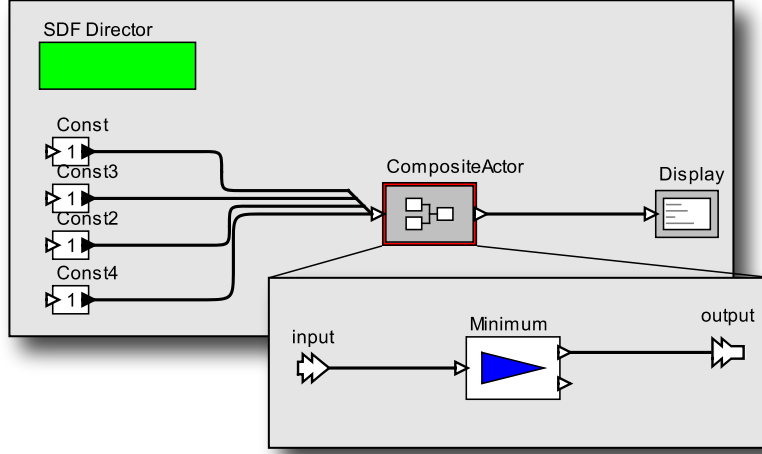 SDF Director
Const
1
Const3
1
Const2
1
Const4
1
CompositeActor
Display
input
Minimum
output